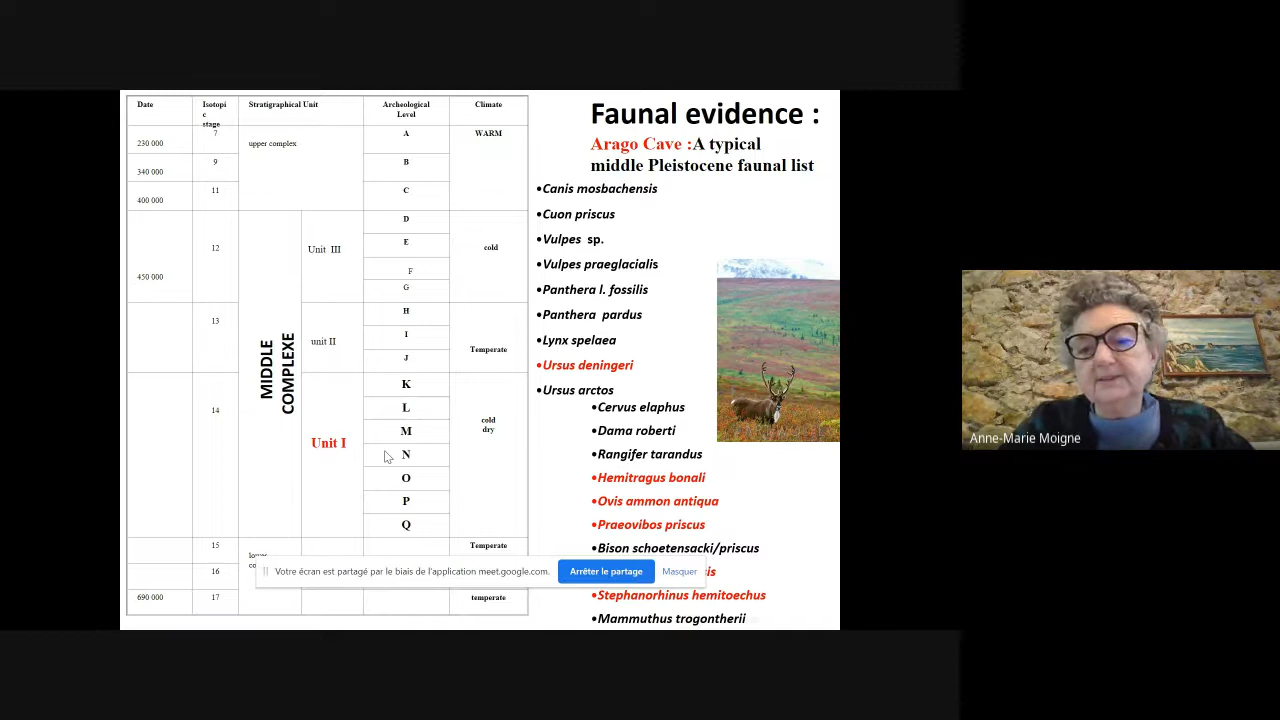 Date
Isotopi
c
stage
Stratigraphical Unit
Archeological
Level
Climate
230 000
7
upper complex
A
WARM
340 000
9
B
400 000
11
C
450 000
12
Unit III
D
E
F
G
cold
13
unit II
H
I
J
Temperate
MIDDLE
COMPLEXE
14
Unit I
K
L
M
N
O
P
Q
cold
dry
15
Temperate
16
690 000
17
temperate
Faunal evidence :
Arago Cave :A typical
middle Pleistocene faunal list
•Canis mosbachensis
•Cuon priscus
•Vulpes sp.
•Vulpes praeglacialis
•Panthera l. fossilis
•Panthera pardus
•Lynx spelaea
•Ursus deningeri
•Ursus arctos
•Cervus elaphus
•Dama roberti
•Rangifer tarandus
•Hemitragus bonali
•Ovis ammon antiqua
•Praeovibos priscus
•Bison schoetensacki/priscus
•Stephanorhinus hemitoechus
•Mammuthus trogontherii
Votre écran est partagé par le biais de l'application meet.google.com.
Arrêter le partage
Masquer
Anne-Marie Moigne